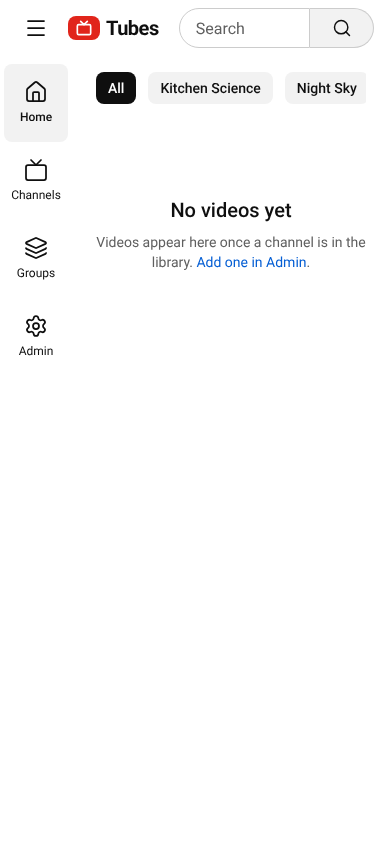 Tubes
Search
Home
All
Kitchen Science
Night Sky
Channels
Groups
Admin
No videos yet
Videos appear here once a channel is in the
library. Add one in Admin.